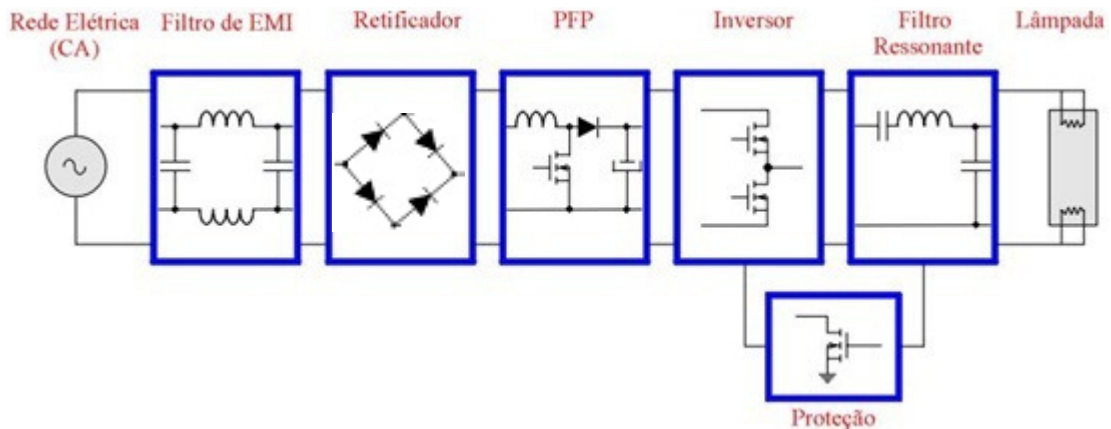 Rede Elétrica
(CA)
Filtro de EMI
Retificador
PFP
Inversor
Filtro
Ressonante
Lâmpada
Proteção